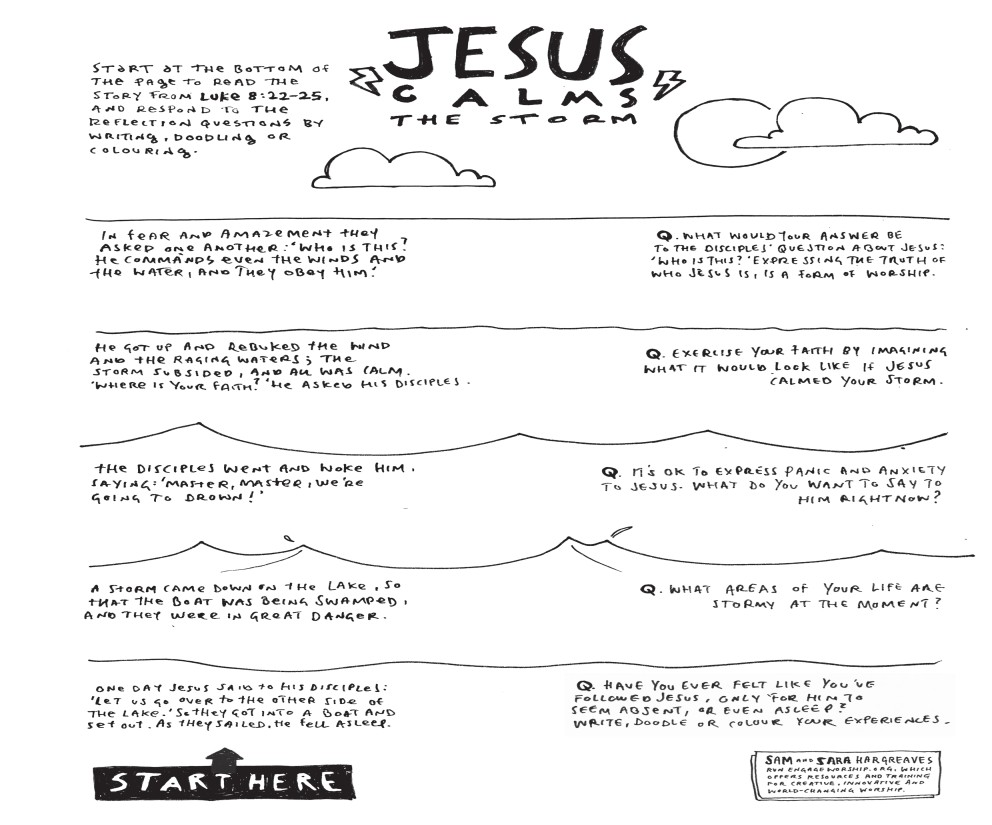 JESUS
CALMS
THE STORM
START AT THE BOTTOM OF
THE PAGE TO READ THE
STORY FROM LUKE 8:22-25,
AND RESPOND TO THE
REFLECTION QUESTIONS BY
WRITING, DOODLING OR
COLOURING.
IN FEAR AND AMAZEMENT THEY
ASKED ONE ANOTHER: 'WHO IS THIS?
HE COMMANDS EVEN THE WINDS AND
THE WATER, AND THEY OBEY HIM.'
Q. WHAT WOULD YOUR ANSWER BE
TO THE DISCIPLES' QUESTION ABOUT JESUS:
'WHO IS THIS?' EXPRESSING THE TRUTH OF
WHO JESUS IS, IS A FORM OF WORSHIP.
HE GOT UP AND REBUKED THE WIND
AND THE RAGING WATERS; THE
STORM SUBSIDED, AND ALL WAS CALM.
'WHERE IS YOUR FAITH?' HE ASKED HIS DISCIPLES.
Q. EXERCISE YOUR FAITH BY IMAGINING
WHAT IT WOULD LOOK LIKE IF JESUS
CALMED YOUR STORM.
THE DISCIPLES WENT AND WOKE HIM,
SAYING: 'MASTER, MASTER, WE'RE
GOING TO DROWN!'
Q. IT'S OK TO EXPRESS PANIC AND ANXIETY
TO JESUS. WHAT DO YOU WANT TO SAY TO
HIM RIGHT NOW?
A STORM CAME DOWN ON THE LAKE, SO
THAT THE BOAT WAS BEING SWAMPED,
AND THEY WERE IN GREAT DANGER.
Q. WHAT AREAS OF YOUR LIFE ARE
STORMY AT THE MOMENT?
ONE DAY JESUS SAID TO HIS DISCIPLES:
'LET US GO OVER TO THE OTHER SIDE OF
THE LAKE.' SO THEY GOT INTO A BOAT AND
SET OUT. AS THEY SAILED, HE FELL ASLEEP.
Q. HAVE YOU EVER FELT LIKE YOU'VE
FOLLOWED JESUS, ONLY FOR HIM TO
SEEM ABSENT, OR EVEN ASLEEP?
WRITE, DOODLE OR COLOUR YOUR EXPERIENCES.
START HERE
SAM AND SARA HARGREAVES
RUN ENGAGEWORSHIP.ORG, WHICH
OFFERS RESOURCES AND TRAINING
FOR CREATIVE, INNOVATIVE AND
WORLD-CHANGING WORSHIP.